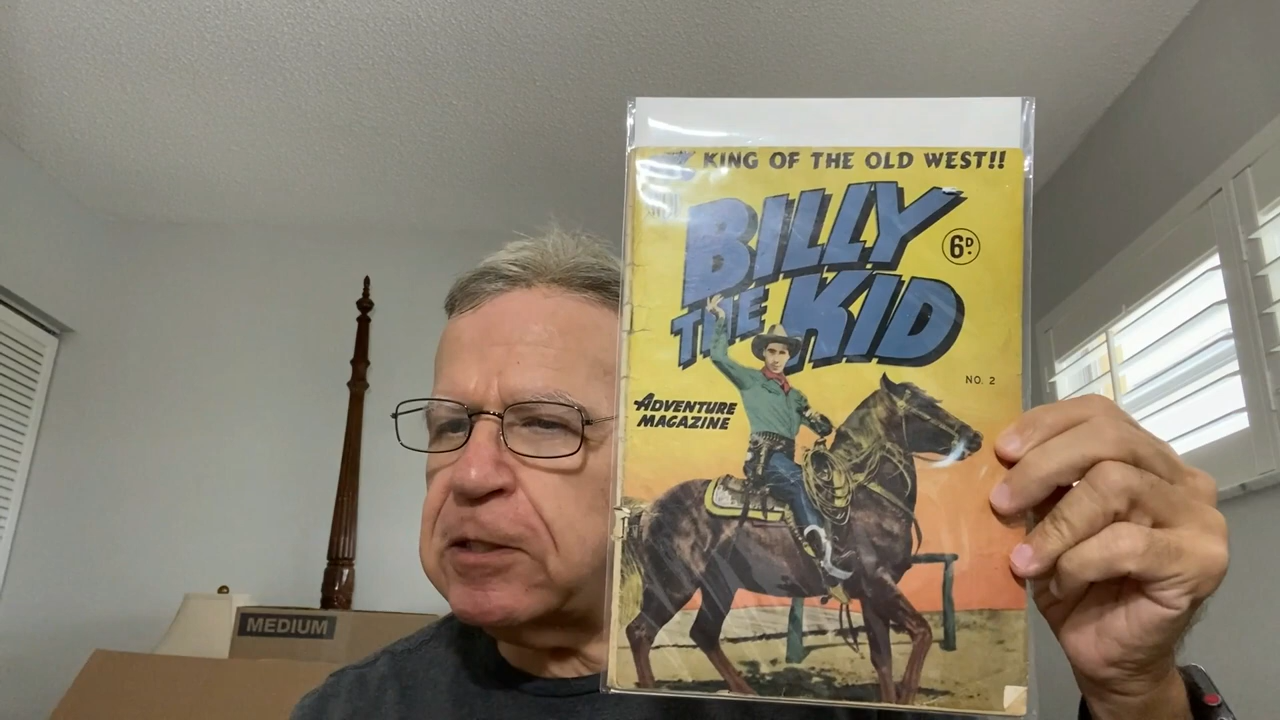 KING OF THE OLD WEST!!
BILLY
6D.
THE KID
NO. 2
ADVENTURE
MAGAZINE
MEDIUM